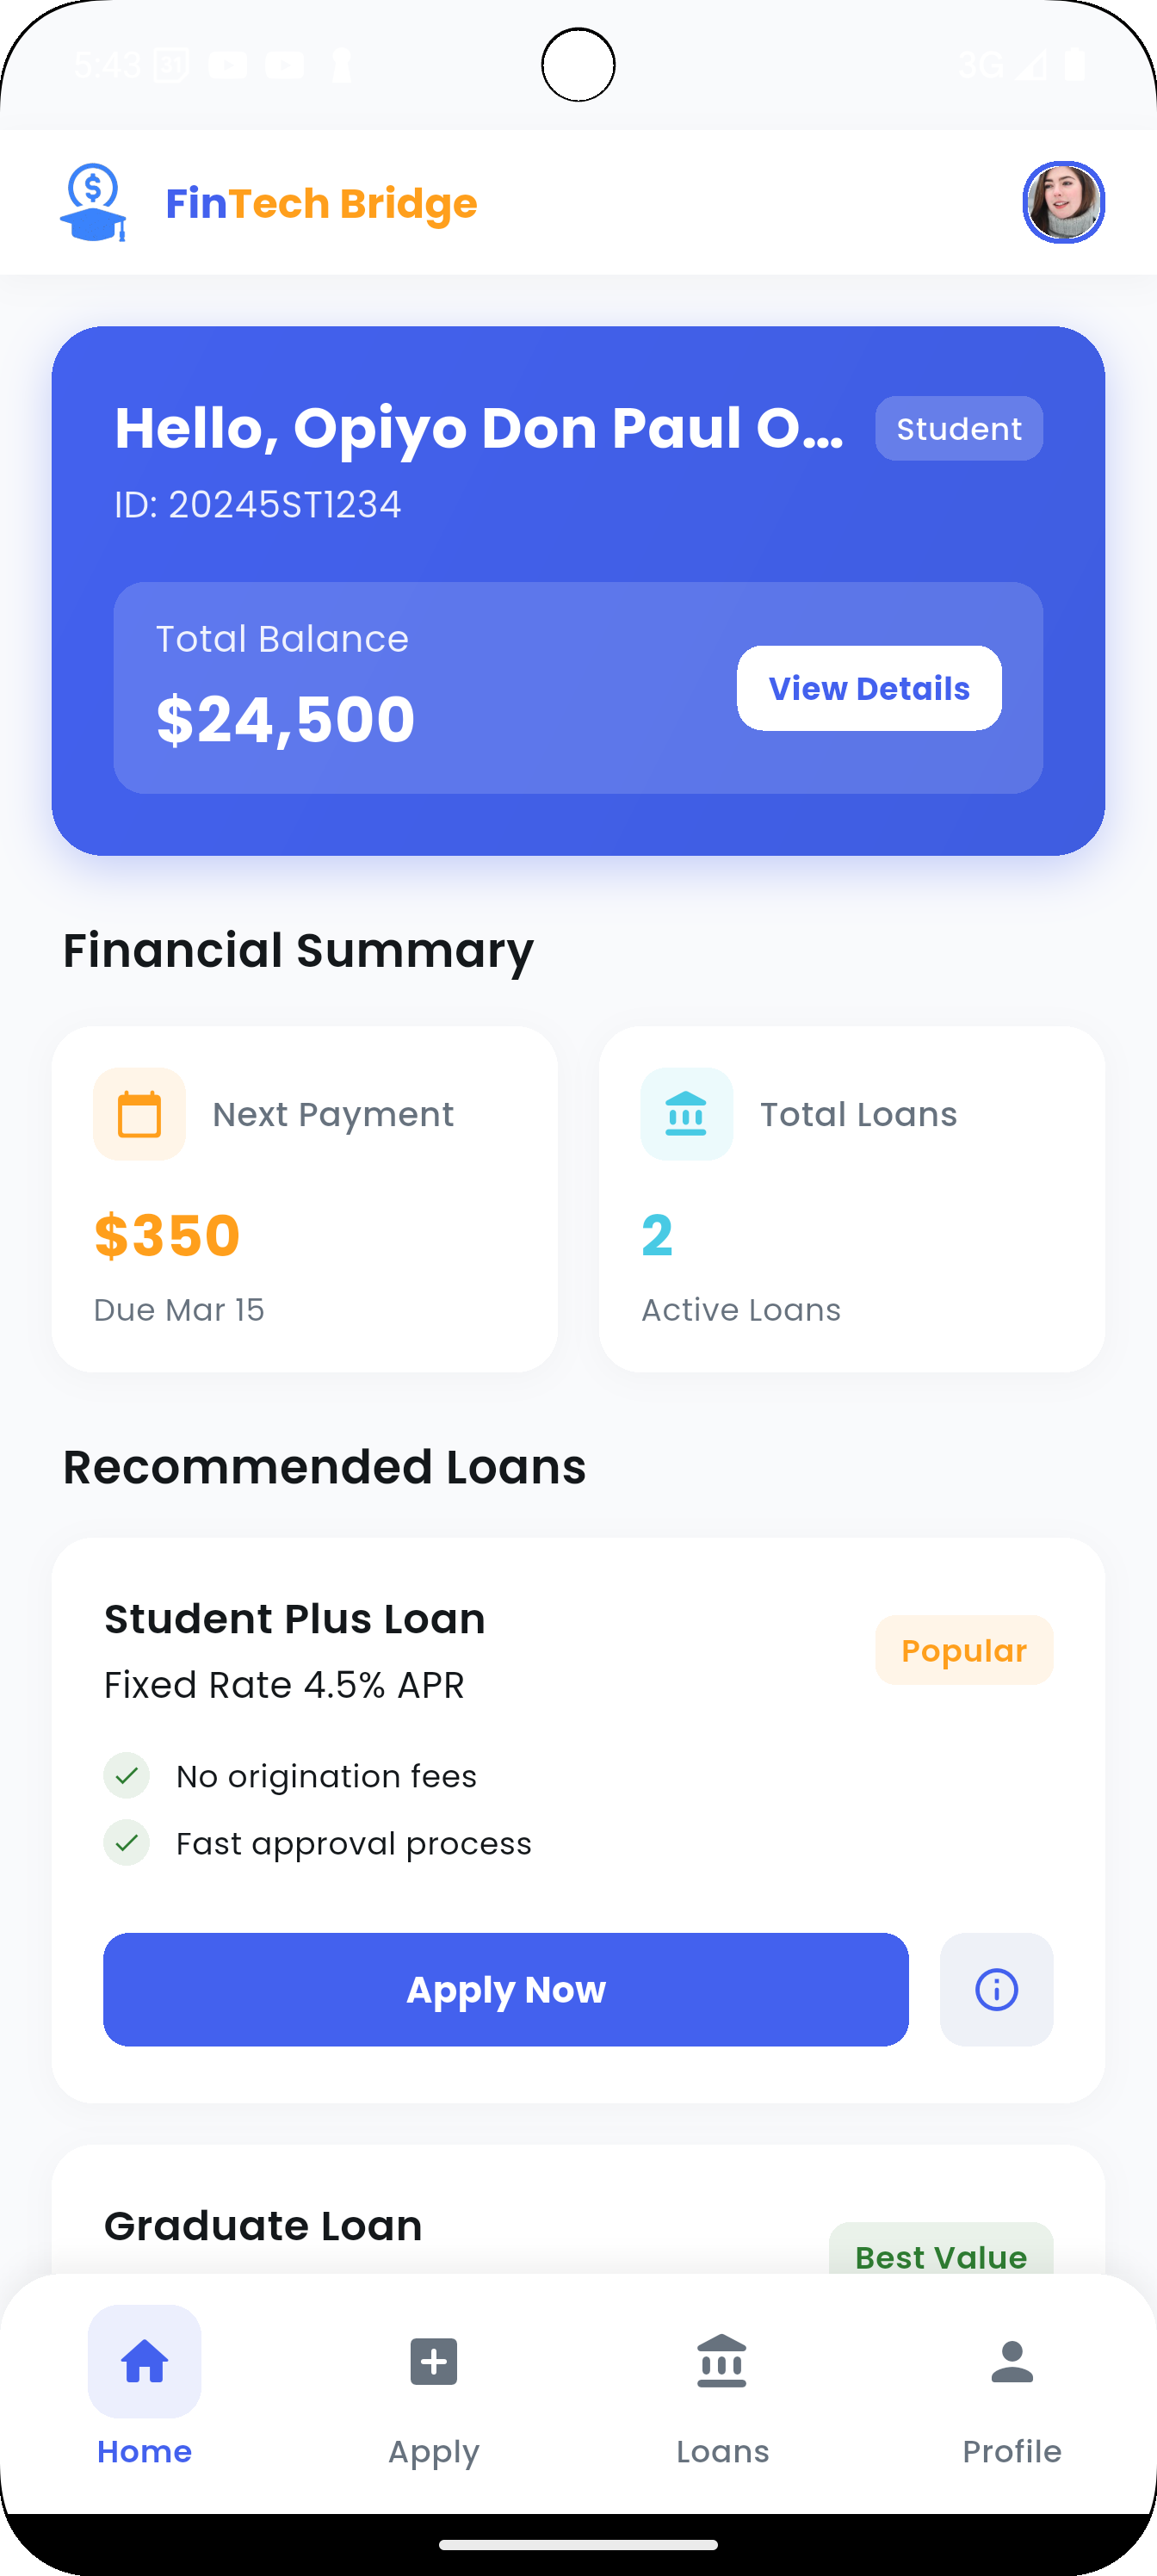 5:43 31 3G
FinTech Bridge
Hello, Opiyo Don Paul O...
Student
ID: 20245ST1234
Total Balance
$24,500
View Details
Financial Summary
Next Payment
$350
Due Mar 15
Total Loans
2
Active Loans
Recommended Loans
Student Plus Loan
Popular
Fixed Rate 4.5% APR
No origination fees
Fast approval process
Apply Now
Graduate Loan
Best Value
Home Apply Loans Profile